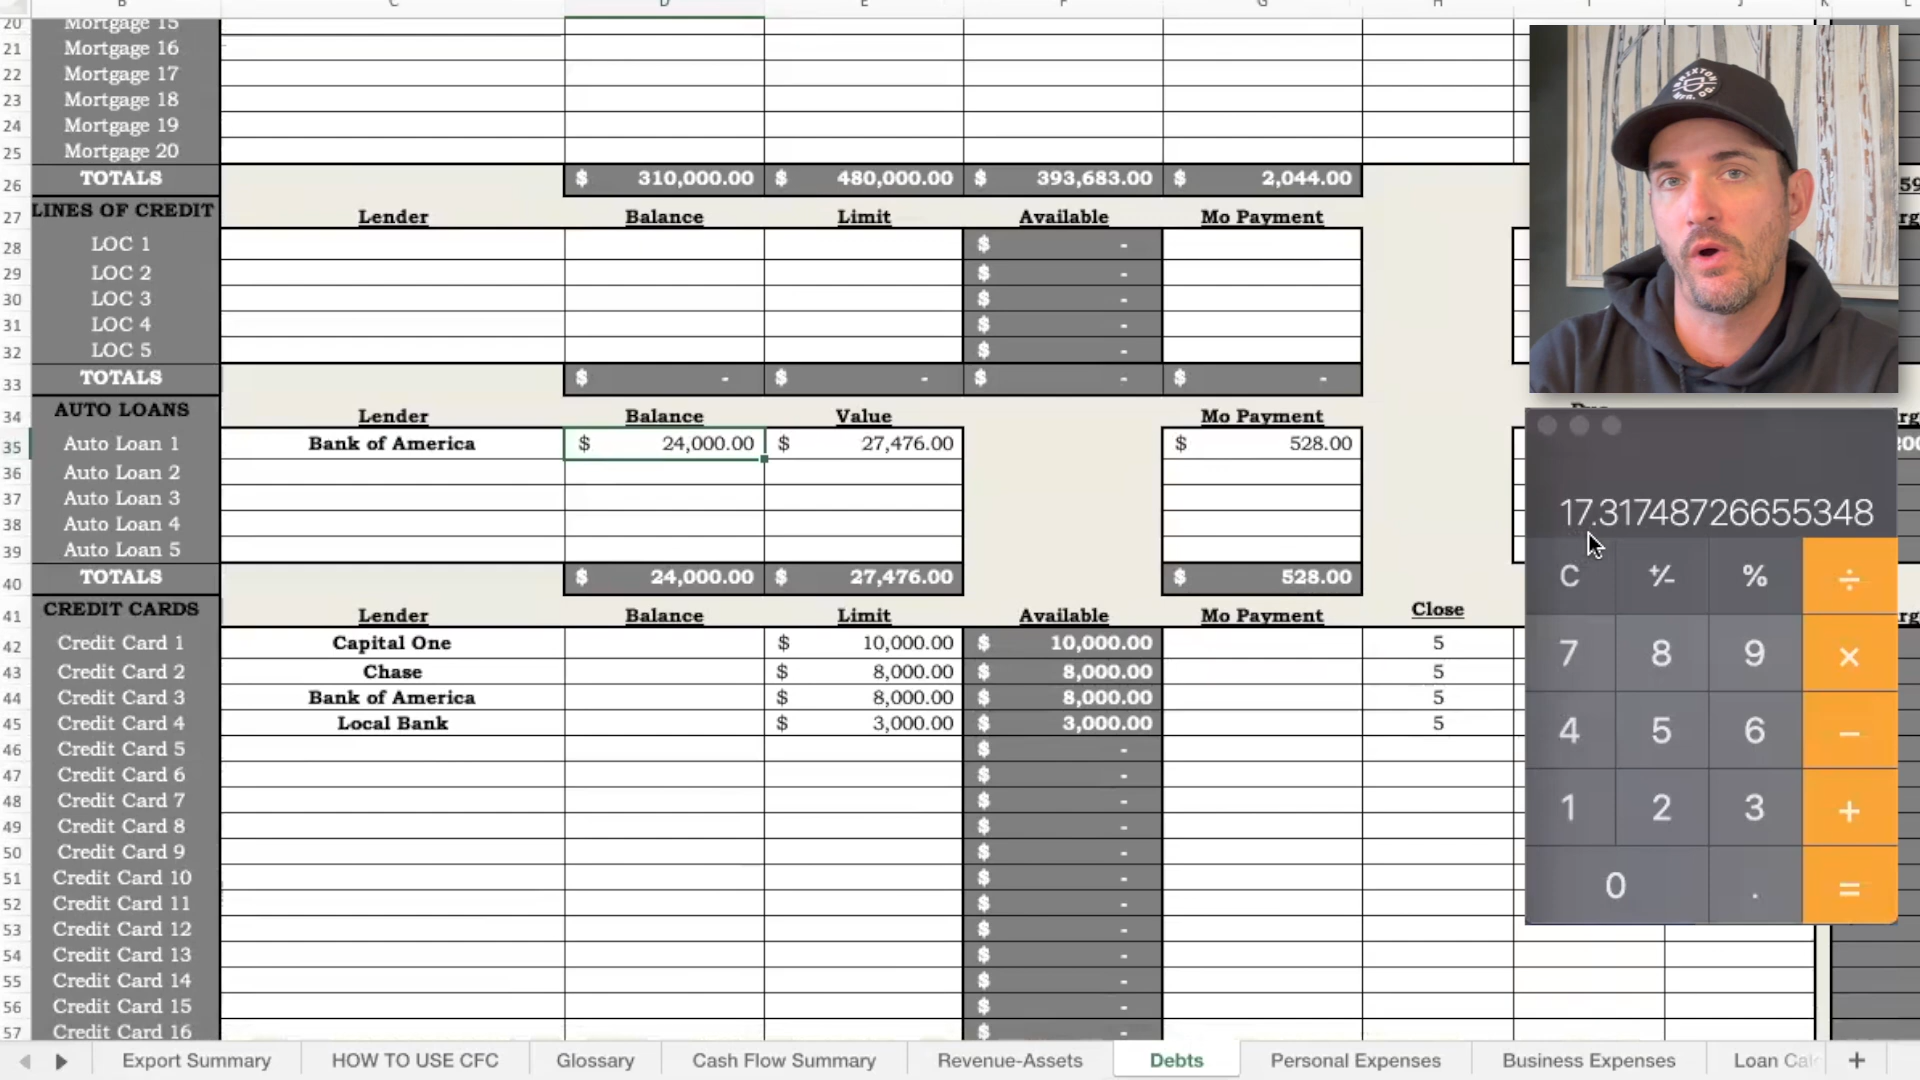 B C D E F G H I J K L
20 Mortgage 15
21 Mortgage 16
22 Mortgage 17
23 Mortgage 18
24 Mortgage 19
25 Mortgage 20
26 TOTALS $ 310,000.00 $ 480,000.00 $ 393,683.00 $ 2,044.00
27 LINES OF CREDIT Lender Balance Limit Available Mo Payment
28 LOC 1 $ -
29 LOC 2 $ -
30 LOC 3 $ -
31 LOC 4 $ -
32 LOC 5 $ -
33 TOTALS $ - $ - $ - $ -
34 AUTO LOANS Lender Balance Value Mo Payment
35 Auto Loan 1 Bank of America $ 24,000.00 $ 27,476.00 $ 528.00
36 Auto Loan 2
37 Auto Loan 3
38 Auto Loan 4
39 Auto Loan 5
40 TOTALS $ 24,000.00 $ 27,476.00 $ 528.00
41 CREDIT CARDS Lender Balance Limit Available Mo Payment Close
42 Credit Card 1 Capital One $ 10,000.00 $ 10,000.00 5
43 Credit Card 2 Chase $ 8,000.00 $ 8,000.00 5
44 Credit Card 3 Bank of America $ 8,000.00 $ 8,000.00 5
45 Credit Card 4 Local Bank $ 3,000.00 $ 3,000.00 5
46 Credit Card 5 $ -
47 Credit Card 6 $ -
48 Credit Card 7 $ -
49 Credit Card 8 $ -
50 Credit Card 9 $ -
51 Credit Card 10 $ -
52 Credit Card 11 $ -
53 Credit Card 12 $ -
54 Credit Card 13 $ -
55 Credit Card 14 $ -
56 Credit Card 15 $ -
57 Credit Card 16 $ -
BRIXTON
MFG. CO.
17.31748726655348
C +/− % ÷
7 8 9 ×
4 5 6 −
1 2 3 +
0 . =
Export Summary HOW TO USE CFC Glossary Cash Flow Summary Revenue-Assets Debts Personal Expenses Business Expenses Loan Calc +